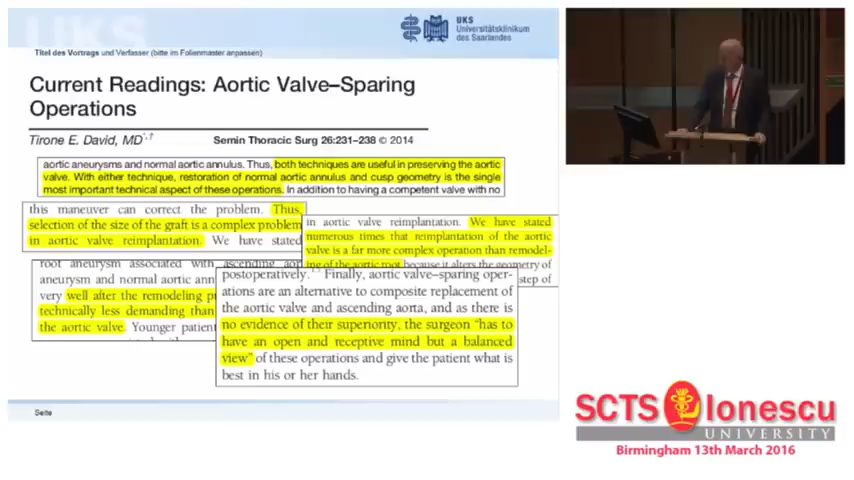 UKS
UKS
Universitätsklinikum
des Saarlandes
Titel des Vortrags und Verfasser (bitte im Folienmaster anpassen)
Current Readings: Aortic Valve–Sparing
Operations
Tirone E. David, MD*,†
Semin Thorac Surg 26:231–238 © 2014
aortic aneurysms and normal aortic annulus. Thus, both techniques are useful in preserving the aortic
valve. With either technique, restoration of normal aortic annulus and cusp geometry is the single
most important technical aspect of these operations. In addition to having a competent valve with no
this maneuver can correct the problem. Thus,
selection of the size of the graft is a complex problem
in aortic valve reimplantation. We have stated
in aortic valve reimplantation. We have stated
numerous times that reimplantation of the aortic
valve is a far more complex operation than remodel-
ing of the aortic root because it alters the geometry of
step of
root aneurysm associated with ascending aor
aneurysm and normal aortic ann
very well after the remodeling p
technically less demanding than
the aortic valve. Younger patient
postoperatively. Finally, aortic valve–sparing oper-
ations are an alternative to composite replacement of
the aortic valve and ascending aorta, and as there is
no evidence of their superiority, the surgeon “has to
have an open and receptive mind but a balanced
view” of these operations and give the patient what is
best in his or her hands.
Seite
SCTS Ionescu
UNIVERSITY
Birmingham 13th March 2016